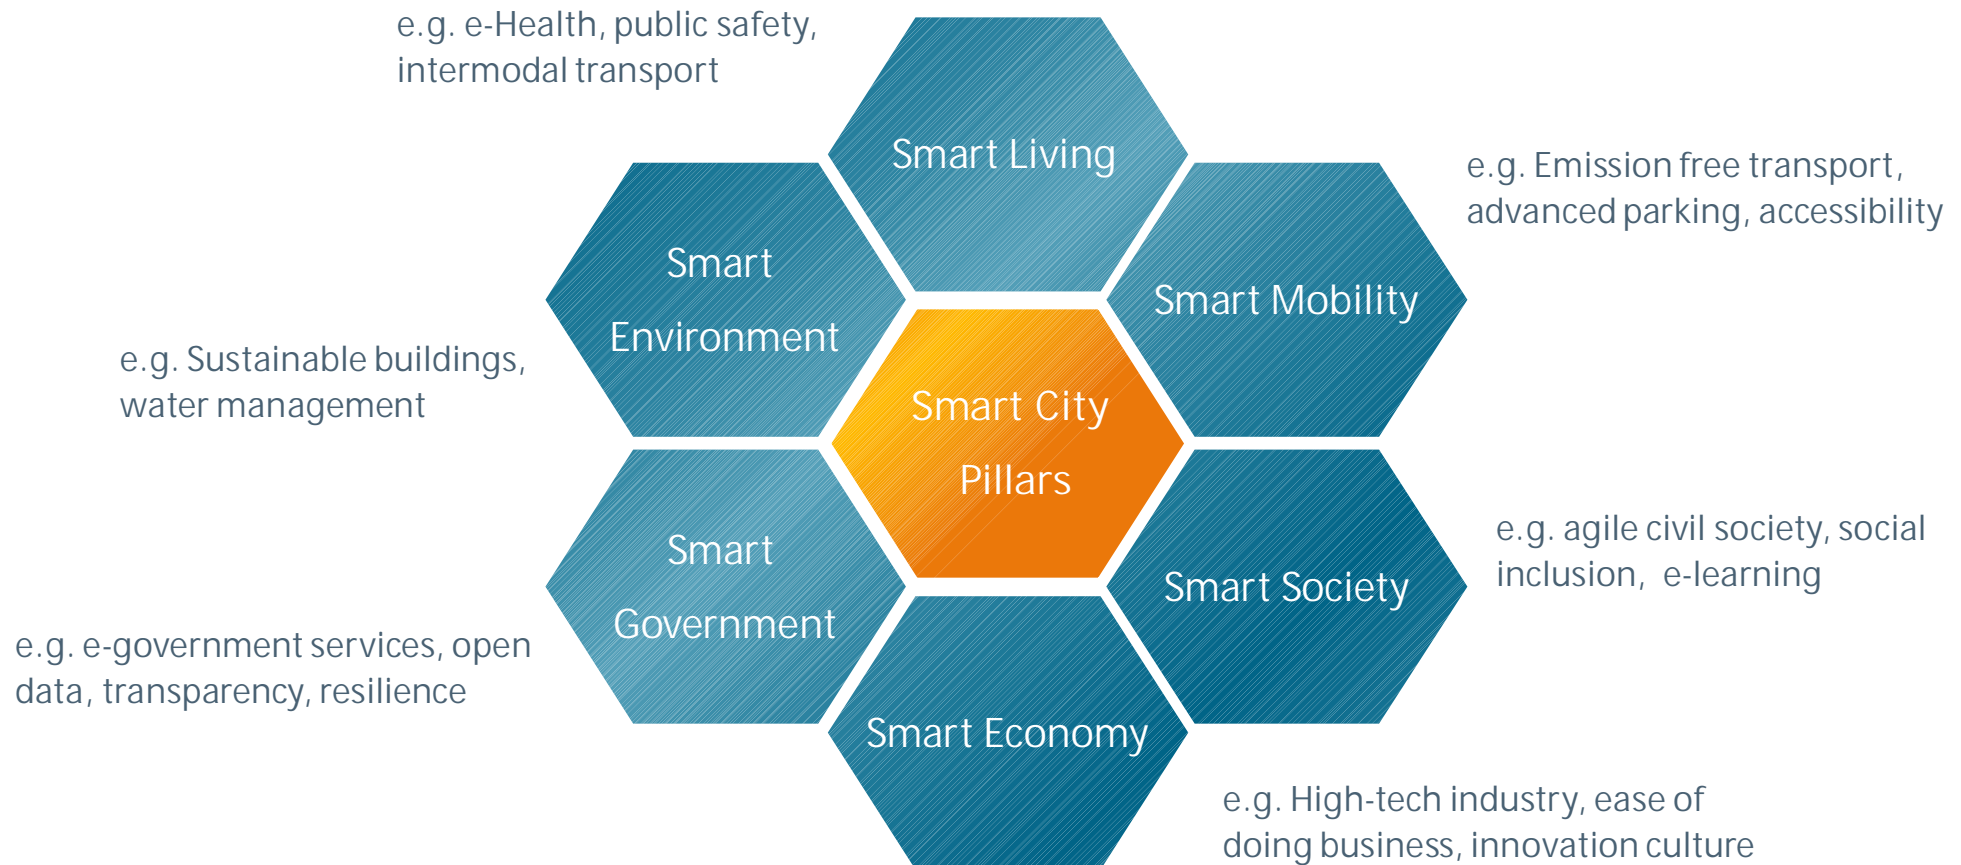 e.g. e-Health, public safety,
intermodal transport
Smart Living
e.g. Emission free transport,
advanced parking, accessibility
Smart Mobility
Smart
Environment
e.g. Sustainable buildings,
water management
Smart City
Pillars
e.g. agile civil society, social
inclusion, e-learning
Smart Society
Smart
Government
e.g. e-government services, open
data, transparency, resilience
Smart Economy
e.g. High-tech industry, ease of
doing business, innovation culture